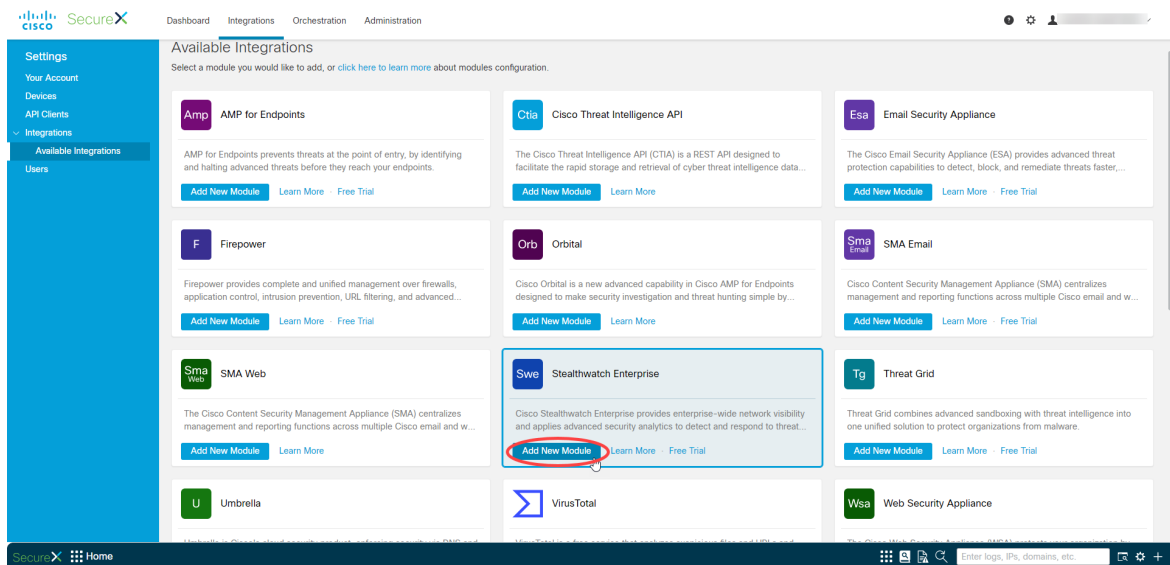 CISCO SecureX Dashboard Integrations Orchestration Administration
Settings
Your Account
Devices
API Clients
Integrations
Available Integrations
Users
Available Integrations
Select a module you would like to add, or click here to learn more about modules configuration.
Amp AMP for Endpoints
AMP for Endpoints prevents threats at the point of entry, by identifying
and halting advanced threats before they reach your endpoints.
Add New Module Learn More · Free Trial
Ctia Cisco Threat Intelligence API
The Cisco Threat Intelligence API (CTIA) is a REST API designed to
facilitate the rapid storage and retrieval of cyber threat intelligence data...
Add New Module Learn More
Esa Email Security Appliance
The Cisco Email Security Appliance (ESA) provides advanced threat
protection capabilities to detect, block, and remediate threats faster,...
Add New Module Learn More · Free Trial
F Firepower
Firepower provides complete and unified management over firewalls,
application control, intrusion prevention, URL filtering, and advanced...
Add New Module Learn More · Free Trial
Orb Orbital
Cisco Orbital is a new advanced capability in Cisco AMP for Endpoints
designed to make security investigation and threat hunting simple by...
Add New Module Learn More
Sma Email SMA Email
Cisco Content Security Management Appliance (SMA) centralizes
management and reporting functions across multiple Cisco email and w...
Add New Module Learn More · Free Trial
Sma Web SMA Web
The Cisco Content Security Management Appliance (SMA) centralizes
management and reporting functions across multiple Cisco email and w...
Add New Module Learn More
Swe Stealthwatch Enterprise
Cisco Stealthwatch Enterprise provides enterprise-wide network visibility
and applies advanced security analytics to detect and respond to threat...
Add New Module Learn More · Free Trial
Tg Threat Grid
Threat Grid combines advanced sandboxing with threat intelligence into
one unified solution to protect organizations from malware.
Add New Module Learn More · Free Trial
U Umbrella
VirusTotal
Wsa Web Security Appliance
SecureX Home Enter logs, IPs, domains, etc.